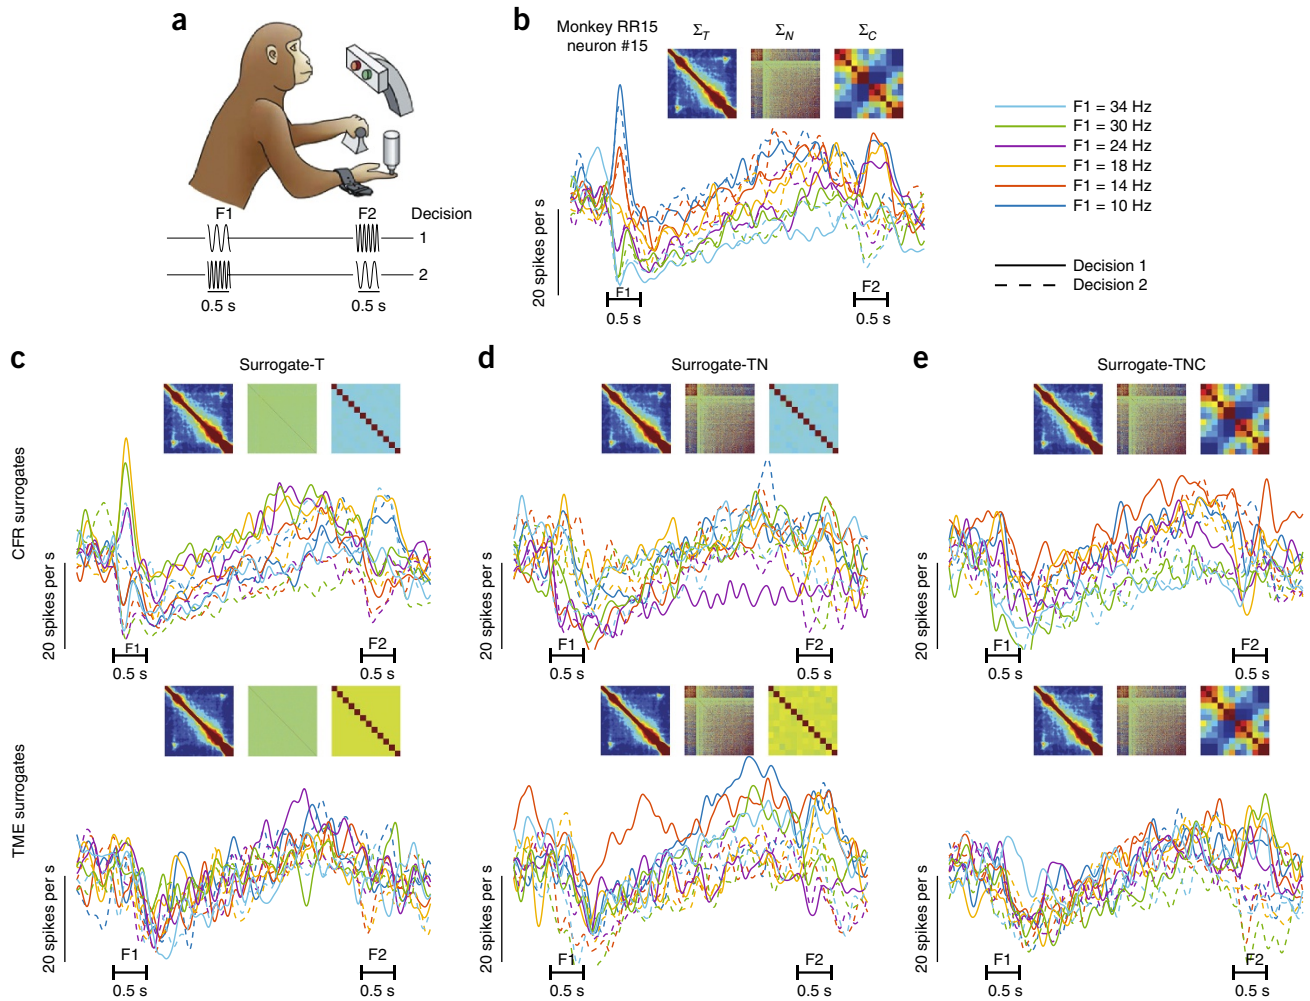 a
F1
F2
Decision
1
2
0.5 s
0.5 s
b
Monkey RR15
neuron #15
Σ_T
Σ_N
Σ_C
20 spikes per s
F1
0.5 s
F2
0.5 s
F1 = 34 Hz
F1 = 30 Hz
F1 = 24 Hz
F1 = 18 Hz
F1 = 14 Hz
F1 = 10 Hz
Decision 1
Decision 2
c
Surrogate-T
d
Surrogate-TN
e
Surrogate-TNC
CFR surrogates
20 spikes per s
F1
0.5 s
F2
0.5 s
20 spikes per s
F1
0.5 s
F2
0.5 s
20 spikes per s
F1
0.5 s
F2
0.5 s
TME surrogates
20 spikes per s
F1
0.5 s
F2
0.5 s
20 spikes per s
F1
0.5 s
F2
0.5 s
20 spikes per s
F1
0.5 s
F2
0.5 s